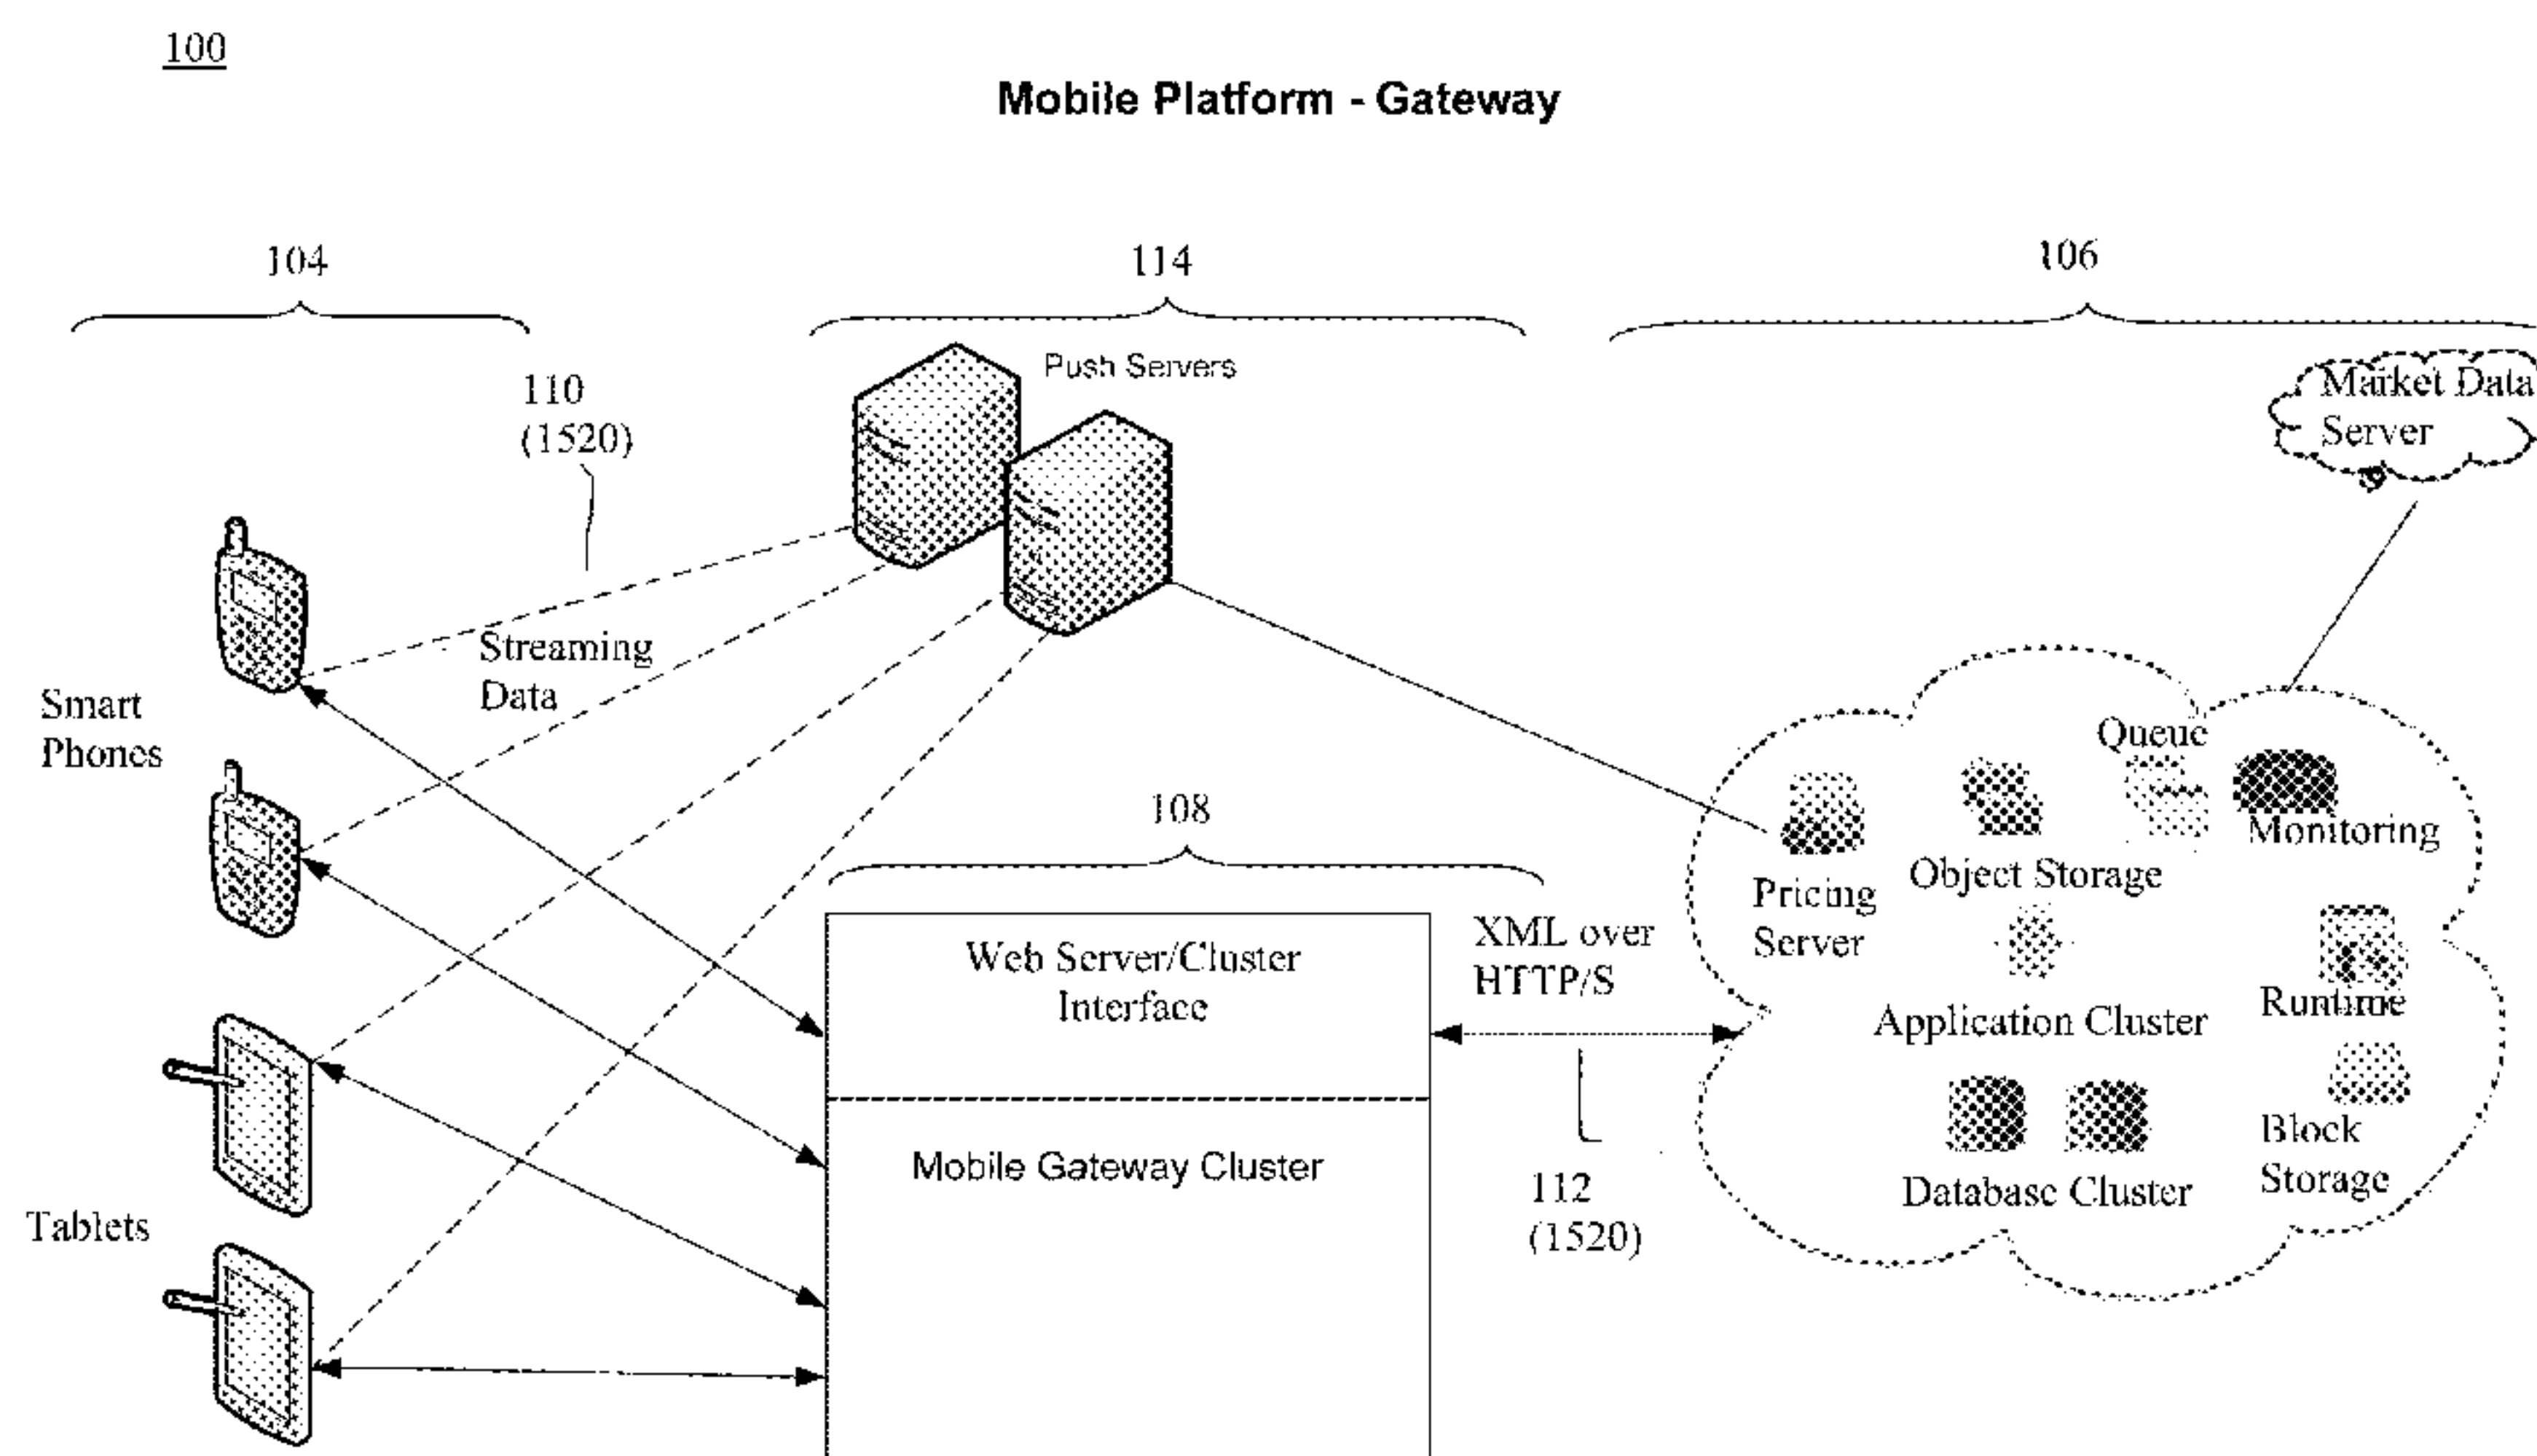 100
Mobile Platform - Gateway
104
114
106
110
(1520)
Push Servers
Market Data
Server
Streaming
Data
Smart
Phones
Queue
Monitoring
108
Object Storage
Pricing
Server
Web Server/Cluster
Interface
XML over
HTTP/S
Runtime
Application Cluster
Mobile Gateway Cluster
Block
Storage
112
(1520)
Database Cluster
Tablets